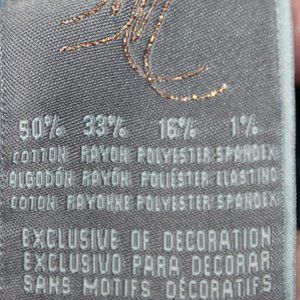 50% 33% 16% 1%
COTTON RAYON POLYESTER SPANDEX
ALGODÓN RAYON POLIÉSTER ELASTINO
COTON RAYONNE POLYESTER SPANDEX
EXCLUSIVE OF DECORATION
EXCLUSIVO PARA DECORAR
SANS MOTIFS DÉCORATIFS